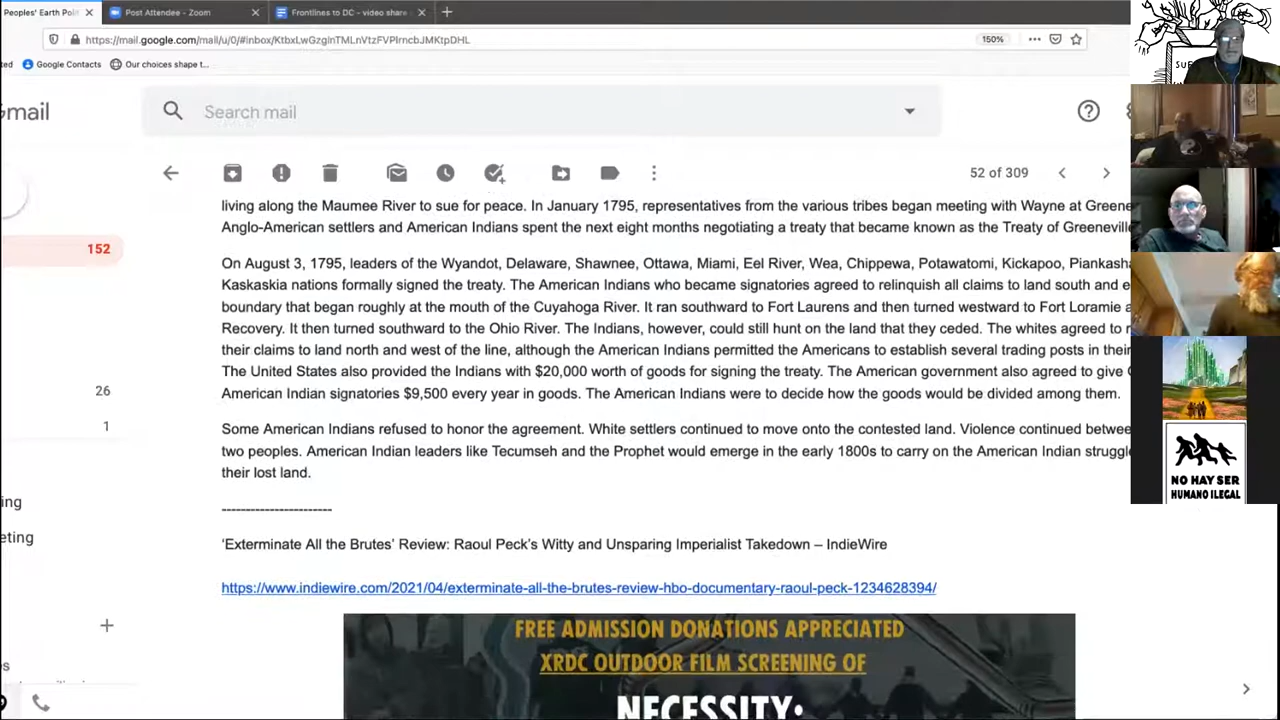 Peoples' Earth Pol
Post Attendee - Zoom
Frontlines to DC - video share
https://mail.google.com/mail/u/0/#inbox/KtbxLwGzglnTMLnVtzFVPlrncbJMKtpDHL
150%
ted
Google Contacts
Our choices shape t...
Gmail
Search mail
52 of 309
living along the Maumee River to sue for peace. In January 1795, representatives from the various tribes began meeting with Wayne at Greene
Anglo-American settlers and American Indians spent the next eight months negotiating a treaty that became known as the Treaty of Greeneville
152
On August 3, 1795, leaders of the Wyandot, Delaware, Shawnee, Ottawa, Miami, Eel River, Wea, Chippewa, Potawatomi, Kickapoo, Piankasha
Kaskaskia nations formally signed the treaty. The American Indians who became signatories agreed to relinquish all claims to land south and e
boundary that began roughly at the mouth of the Cuyahoga River. It ran southward to Fort Laurens and then turned westward to Fort Loramie a
Recovery. It then turned southward to the Ohio River. The Indians, however, could still hunt on the land that they ceded. The whites agreed to r
their claims to land north and west of the line, although the American Indians permitted the Americans to establish several trading posts in their
The United States also provided the Indians with $20,000 worth of goods for signing the treaty. The American government also agreed to give
American Indian signatories $9,500 every year in goods. The American Indians were to decide how the goods would be divided among them.
26
1
Some American Indians refused to honor the agreement. White settlers continued to move onto the contested land. Violence continued betwee
two peoples. American Indian leaders like Tecumseh and the Prophet would emerge in the early 1800s to carry on the American Indian struggl
their lost land.
NO HAY SER
HUMANO ILEGAL
ing
-----------------------
eting
‘Exterminate All the Brutes’ Review: Raoul Peck’s Witty and Unsparing Imperialist Takedown – IndieWire
https://www.indiewire.com/2021/04/exterminate-all-the-brutes-review-hbo-documentary-raoul-peck-1234628394/
FREE ADMISSION DONATIONS APPRECIATED
XRDC OUTDOOR FILM SCREENING OF
NECESSITY: